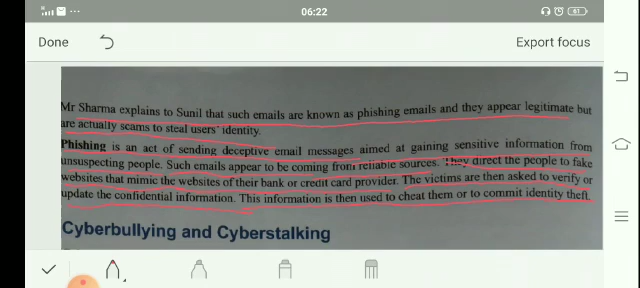 06:22
61
Done
Export focus
Mr Sharma explains to Sunil that such emails are known as phishing emails and they appear legitimate but
are actually scams to steal users' identity.
Phishing is an act of sending deceptive email messages aimed at gaining sensitive information from
unsuspecting people. Such emails appear to be coming from reliable sources. They direct the people to fake
websites that mimic the websites of their bank or credit card provider. The victims are then asked to verify or
update the confidential information. This information is then used to cheat them or to commit identity theft.
Cyberbullying and Cyberstalking